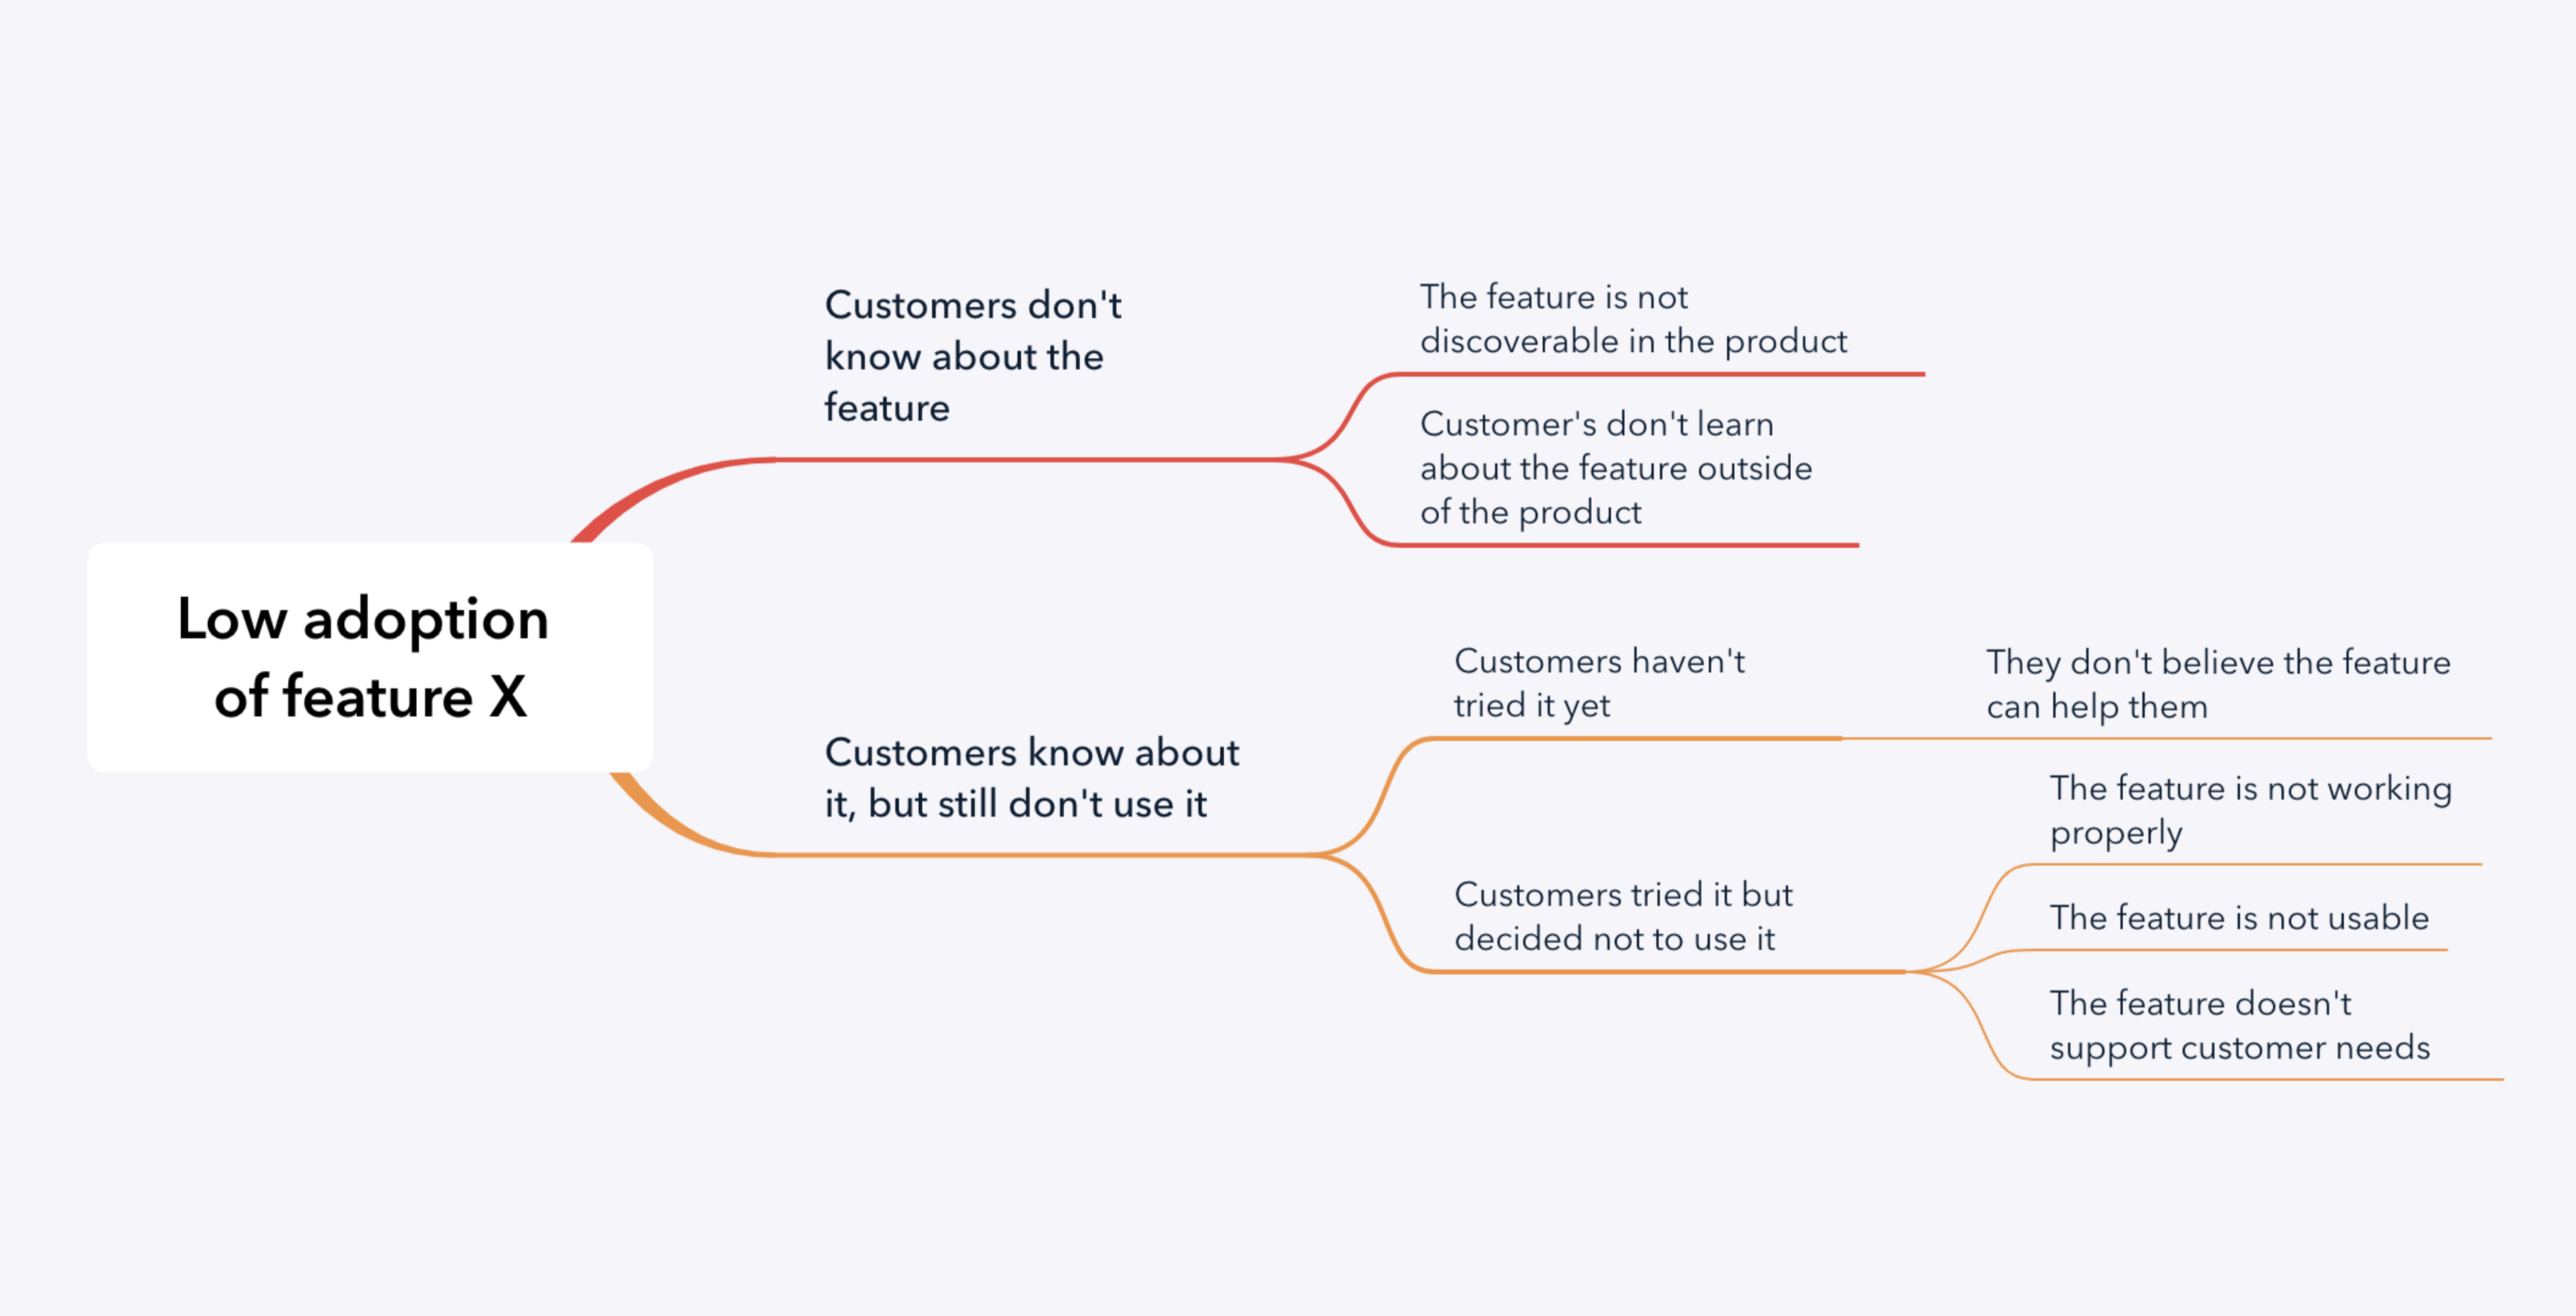 Low adoption
of feature X
Customers don't
know about the
feature
The feature is not
discoverable in the product
Customer's don't learn
about the feature outside
of the product
Customers know about
it, but still don't use it
Customers haven't
tried it yet
They don't believe the feature
can help them
Customers tried it but
decided not to use it
The feature is not working
properly
The feature is not usable
The feature doesn't
support customer needs